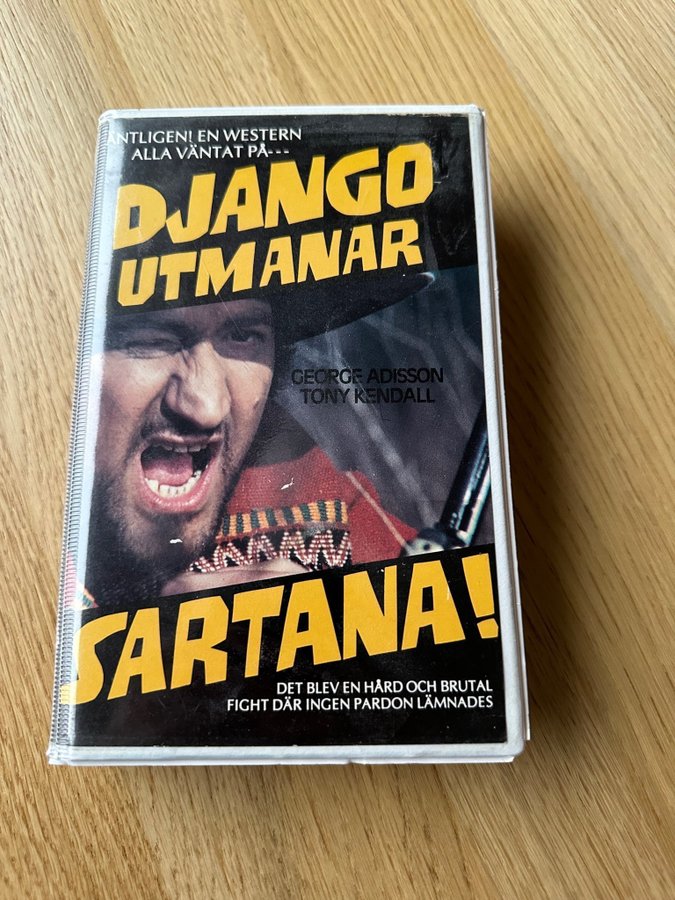 ÄNTLIGEN! EN WESTERN
ALLA VÄNTAT PÅ---
DJANGO
UTMANAR
GEORGE ADISSON
TONY KENDALL
SARTANA!
DET BLEV EN HÅRD OCH BRUTAL
FIGHT DÄR INGEN PARDON LÄMNADES